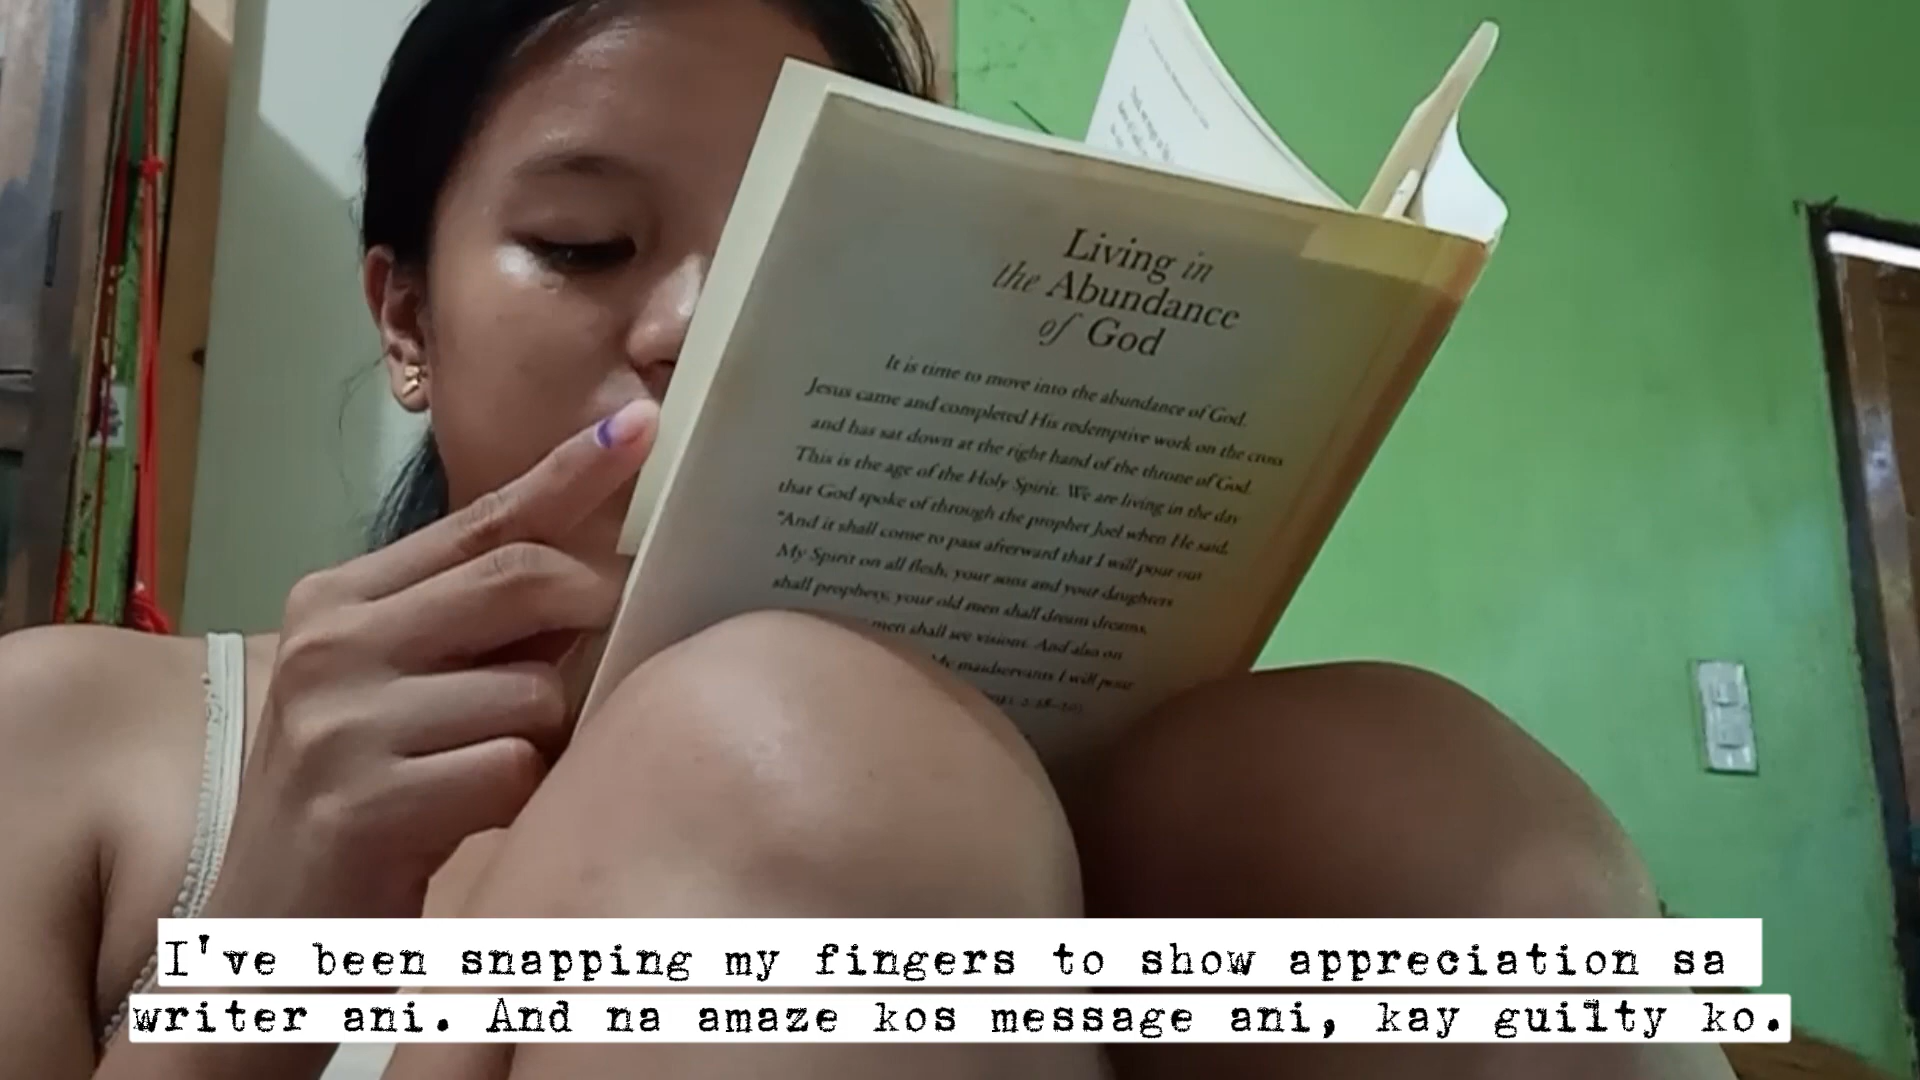 Living in
the Abundance
of God
It is time to move into the abundance of God.
Jesus came and completed His redemptive work on the cross
and has sat down at the right hand of the throne of God.
This is the age of the Holy Spirit. We are living in the day
that God spoke of through the prophet Joel when He said,
"And it shall come to pass afterward that I will pour out
My Spirit on all flesh, your sons and your daughters
shall prophesy, your old men shall dream dreams,
men shall see visions. And also on
My maidservants I will pour
I've been snapping my fingers to show appreciation sa
writer ani. And na amaze kos message ani, kay guilty ko.